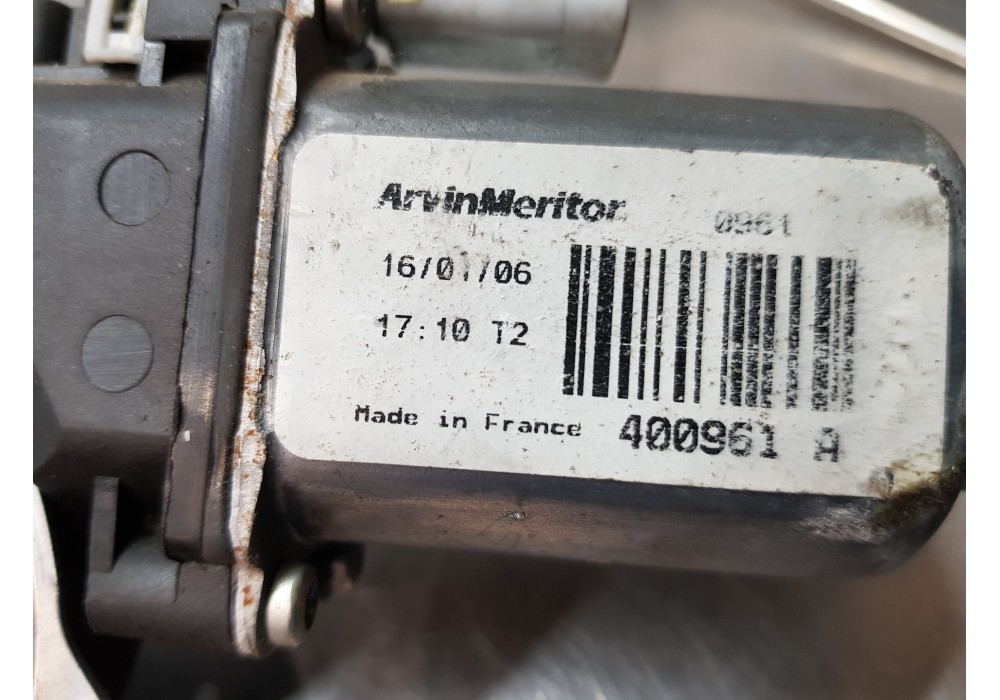 ArvinMeritor
0961
16/01/06
17:10 T2
Made in France
400961 A